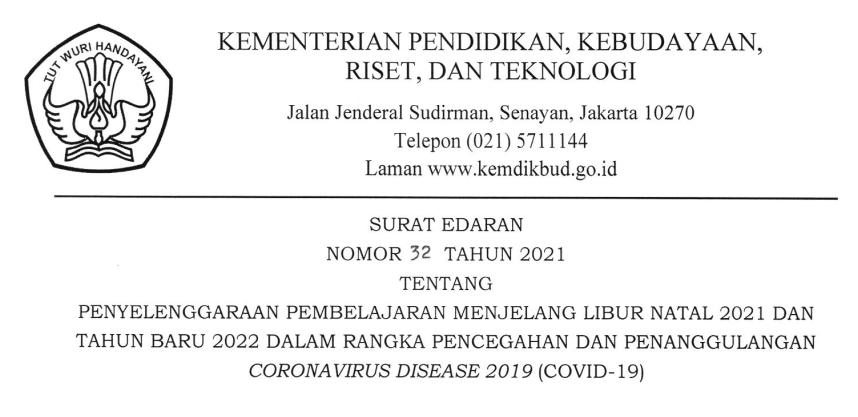 TUT WURI HANDAYANI
KEMENTERIAN PENDIDIKAN, KEBUDAYAAN,
RISET, DAN TEKNOLOGI
Jalan Jenderal Sudirman, Senayan, Jakarta 10270
Telepon (021) 5711144
Laman www.kemdikbud.go.id
SURAT EDARAN
NOMOR 32 TAHUN 2021
TENTANG
PENYELENGGARAAN PEMBELAJARAN MENJELANG LIBUR NATAL 2021 DAN
TAHUN BARU 2022 DALAM RANGKA PENCEGAHAN DAN PENANGGULANGAN
CORONAVIRUS DISEASE 2019 (COVID-19)